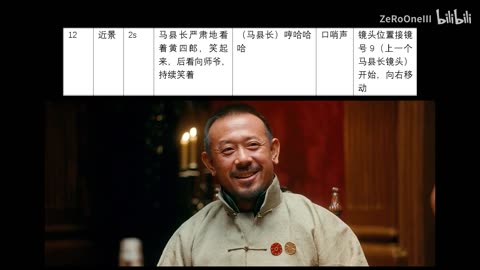 ZeRoOneIII bilibili
12 近景 2s 马县长严肃地看 （马县长）哼哈哈 口哨声 镜头位置接镜
着黄四郎，笑起 哈 号 9（上一个
来，后看向师爷， 马县长镜头）
持续笑着 开始，向右移
动